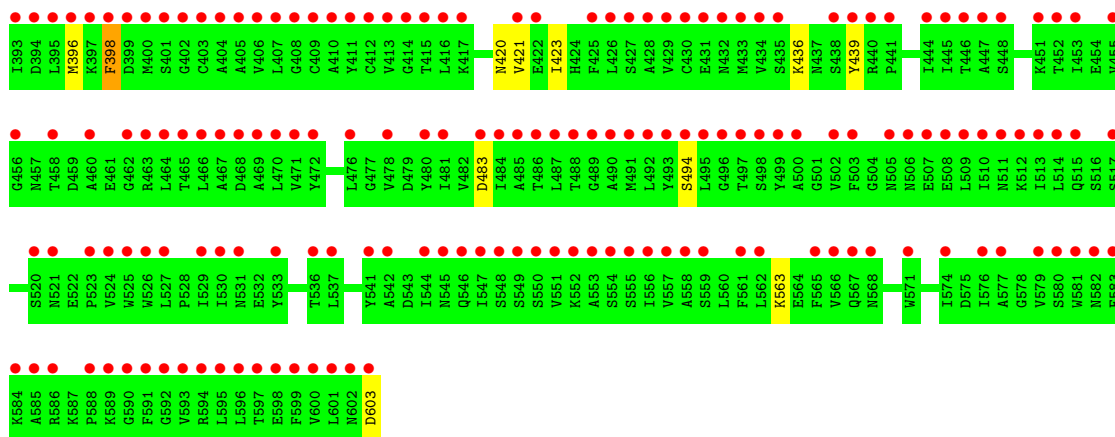 I393 D394 L395 M396 K397 F398 D399 M400 S401 G402 C403 A404 A405 V406 L407 G408 C409 A410 Y411 C412 V413 G414 T415 L416 K417 N420 V421 E422 I423 H424 F425 L426 S427 A428 V429 C430 E431 N432 M433 V434 S435 K436 N437 S438 Y439 R440 P441 I444 I445 T446 A447 S448 K451 T452 I453 E454 V455
G456 N457 T458 D459 A460 E461 G462 R463 L464 T465 L466 A467 D468 A469 L470 V471 Y472 L476 G477 V478 D479 Y480 I481 V482 D483 I484 A485 T486 L487 T488 G489 A490 M491 L492 Y493 S494 L495 G496 T497 S498 Y499 A500 G501 V502 F503 G504 N505 N506 E507 E508 L509 I510 N511 K512 I513 L514 Q515 S516 S517
S520 N521 E522 P523 V524 W525 W526 L527 P528 I529 I530 N531 E532 Y533 T536 L537 Y541 A542 D543 I544 N545 Q546 I547 S548 S549 S550 V551 K552 A553 S554 S555 I556 V557 A558 S559 L560 F561 L562 K563 E564 F565 V566 Q567 N568 W571 I574 D575 I576 A577 G578 V579 S580 W581 N582 F583
K584 A585 R586 K587 P588 K589 G590 F591 G592 V593 R594 L595 L596 T597 E598 F599 V600 L601 N602 D603